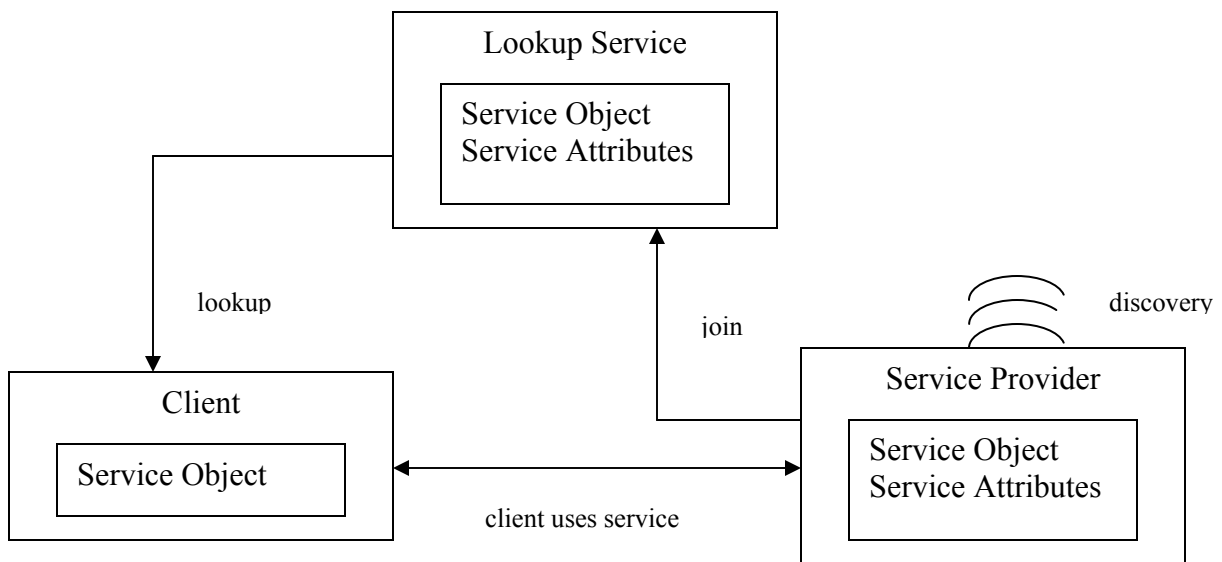 Lookup Service
Service Object
Service Attributes
lookup
discovery
join
Service Provider
Client
Service Object
Service Attributes
Service Object
client uses service